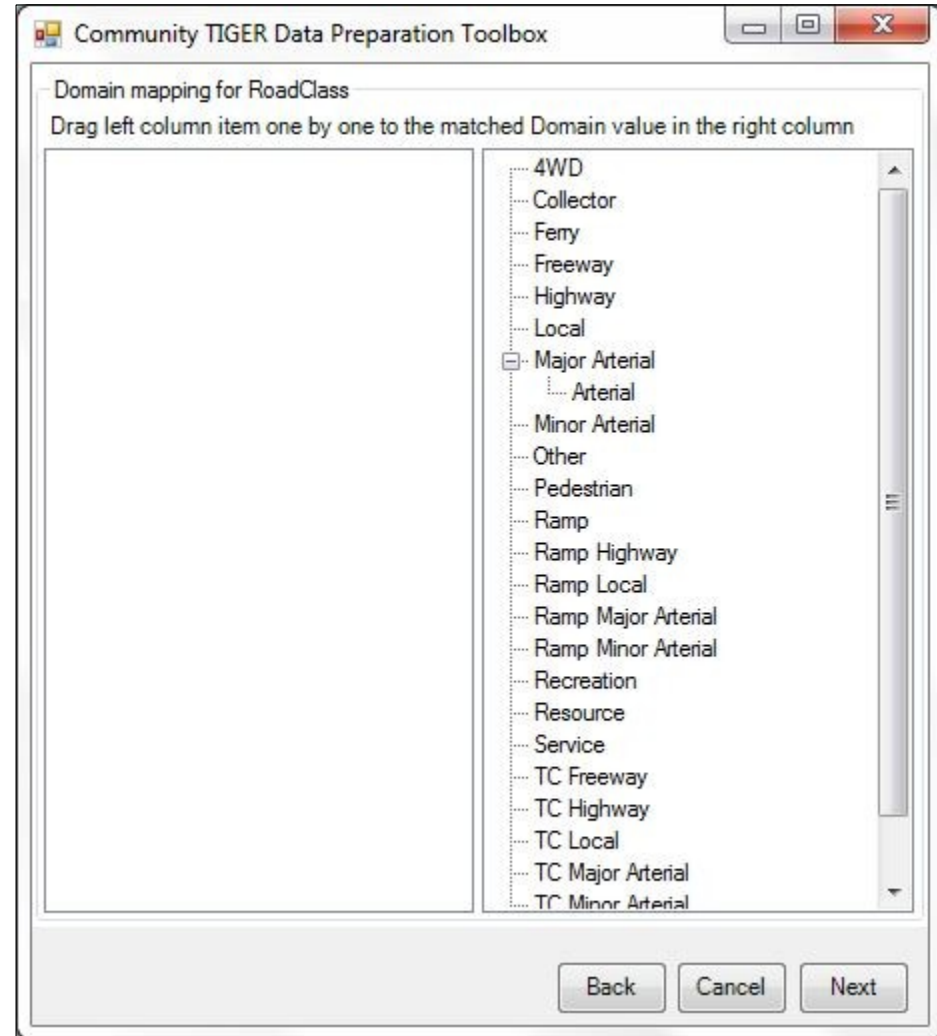 Community TIGER Data Preparation Toolbox
Domain mapping for RoadClass
Drag left column item one by one to the matched Domain value in the right column
4WD
Collector
Ferry
Freeway
Highway
Local
Major Arterial
Arterial
Minor Arterial
Other
Pedestrian
Ramp
Ramp Highway
Ramp Local
Ramp Major Arterial
Ramp Minor Arterial
Recreation
Resource
Service
TC Freeway
TC Highway
TC Local
TC Major Arterial
TC Minor Arterial
Back Cancel Next